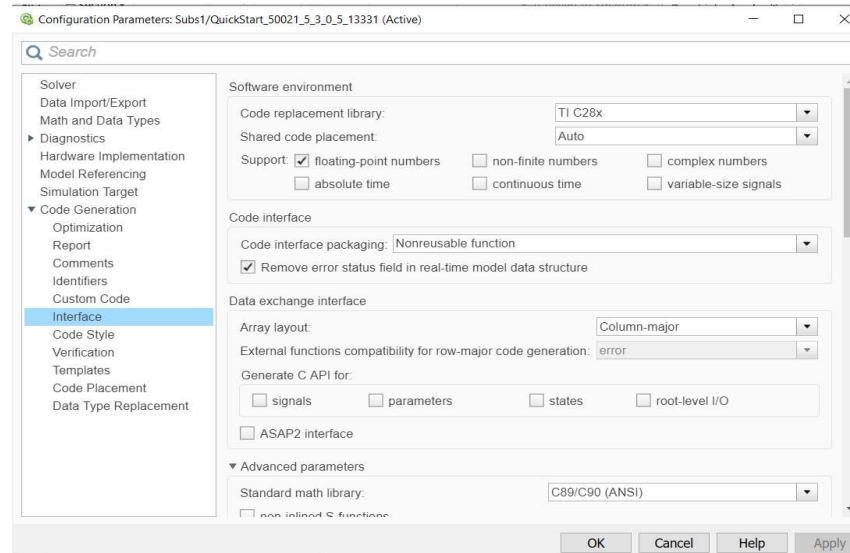 Configuration Parameters: Subs1/QuickStart_50021_5_3_0_5_13331 (Active)
Search
Solver
Data Import/Export
Math and Data Types
Diagnostics
Hardware Implementation
Model Referencing
Simulation Target
Code Generation
Optimization
Report
Comments
Identifiers
Custom Code
Interface
Code Style
Verification
Templates
Code Placement
Data Type Replacement
Software environment
Code replacement library: TI C28x
Shared code placement: Auto
Support: floating-point numbers non-finite numbers complex numbers
absolute time continuous time variable-size signals
Code interface
Code interface packaging: Nonreusable function
Remove error status field in real-time model data structure
Data exchange interface
Array layout: Column-major
External functions compatibility for row-major code generation: error
Generate C API for:
signals parameters states root-level I/O
ASAP2 interface
Advanced parameters
Standard math library: C89/C90 (ANSI)
non-inlined S-functions
OK Cancel Help Apply